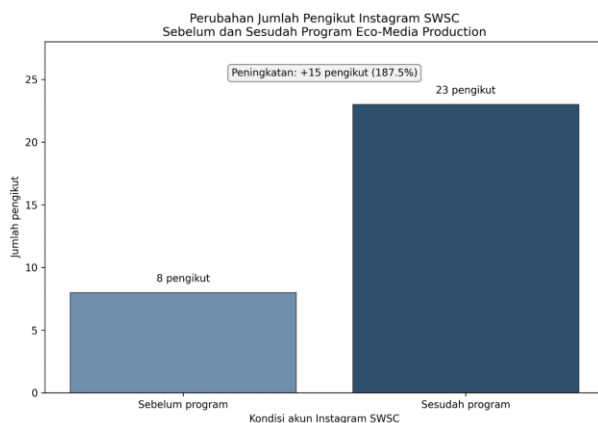 Perubahan Jumlah Pengikut Instagram SWSC
Sebelum dan Sesudah Program Eco-Media Production
Peningkatan: +15 pengikut (187.5%)
23 pengikut
8 pengikut
Jumlah pengikut
25
20
15
10
5
0
Sebelum program
Sesudah program
Kondisi akun Instagram SWSC